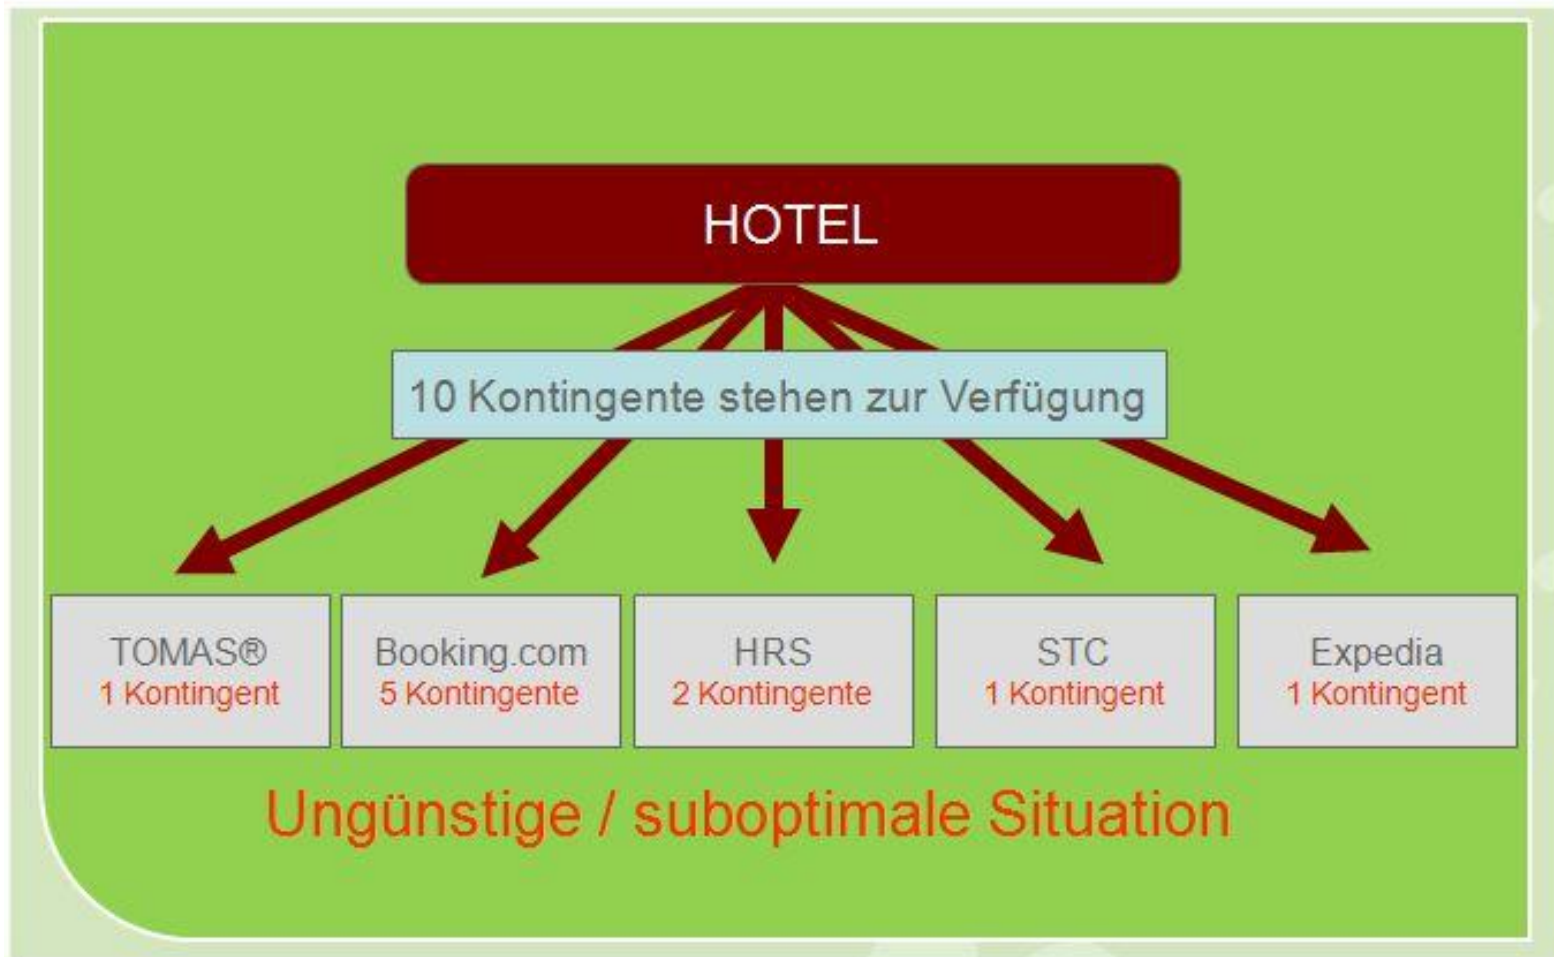 HOTEL
10 Kontingente stehen zur Verfügung
TOMAS®
1 Kontingent
Booking.com
5 Kontingente
HRS
2 Kontingente
STC
1 Kontingent
Expedia
1 Kontingent
Ungünstige / suboptimale Situation